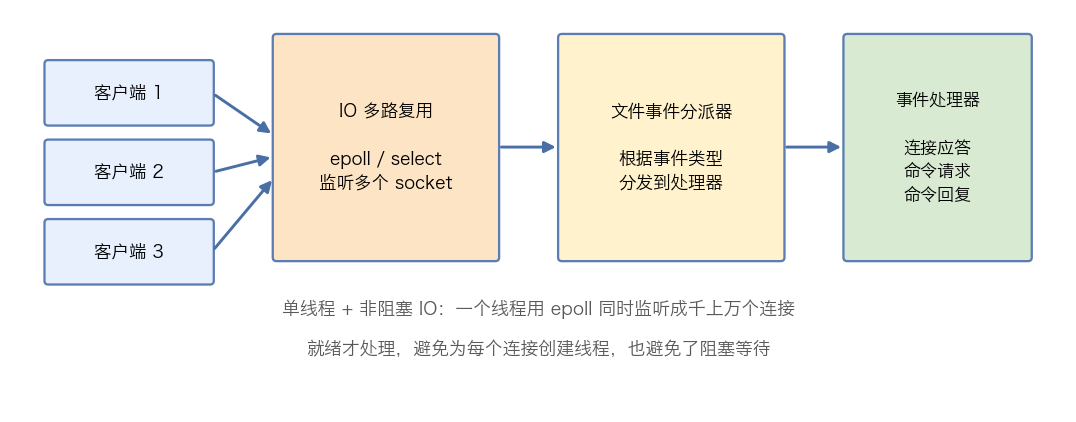 客户端 1
客户端 2
客户端 3
IO 多路复用
epoll / select
监听多个 socket
文件事件分派器
根据事件类型
分发到处理器
事件处理器
连接应答
命令请求
命令回复
单线程 + 非阻塞 IO：一个线程用 epoll 同时监听成千上万个连接
就绪才处理，避免为每个连接创建线程，也避免了阻塞等待